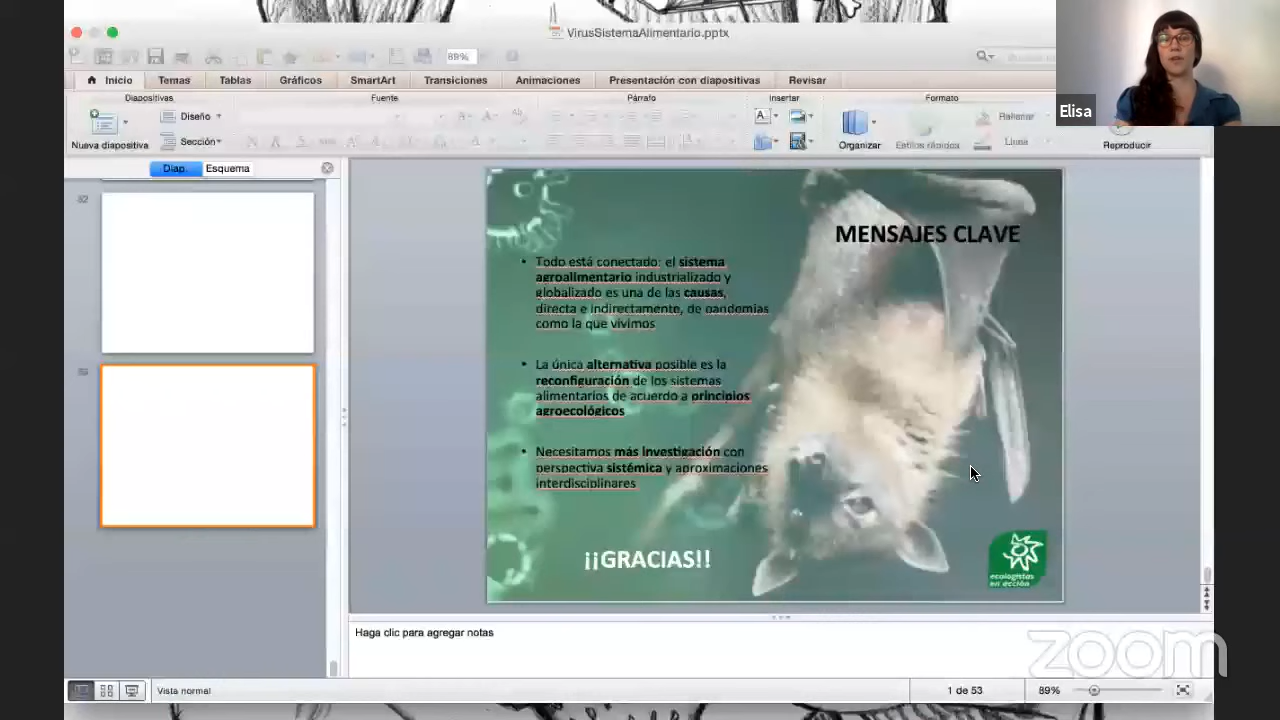 VirusSistemaAlimentario.pptx
89%
Inicio Temas Tablas Gráficos SmartArt Transiciones Animaciones Presentación con diapositivas Revisar
Diapositivas Fuente Párrafo Insertar Formato
Diseño
Rellenar
Nueva diapositiva
Sección
Organizar
Estilos rápidos
Línea
Reproducir
Elisa
Diap.
Esquema
MENSAJES CLAVE
• Todo está conectado: el sistema
agroalimentario industrializado y
globalizado es una de las causas,
directa e indirectamente, de pandemias
como la que vivimos
• La única alternativa posible es la
reconfiguración de los sistemas
alimentarios de acuerdo a principios
agroecológicos
• Necesitamos más investigación con
perspectiva sistémica y aproximaciones
interdisciplinares
¡¡GRACIAS!!
ecologistas
en acción
Haga clic para agregar notas
zoom
Vista normal
1 de 53
89%